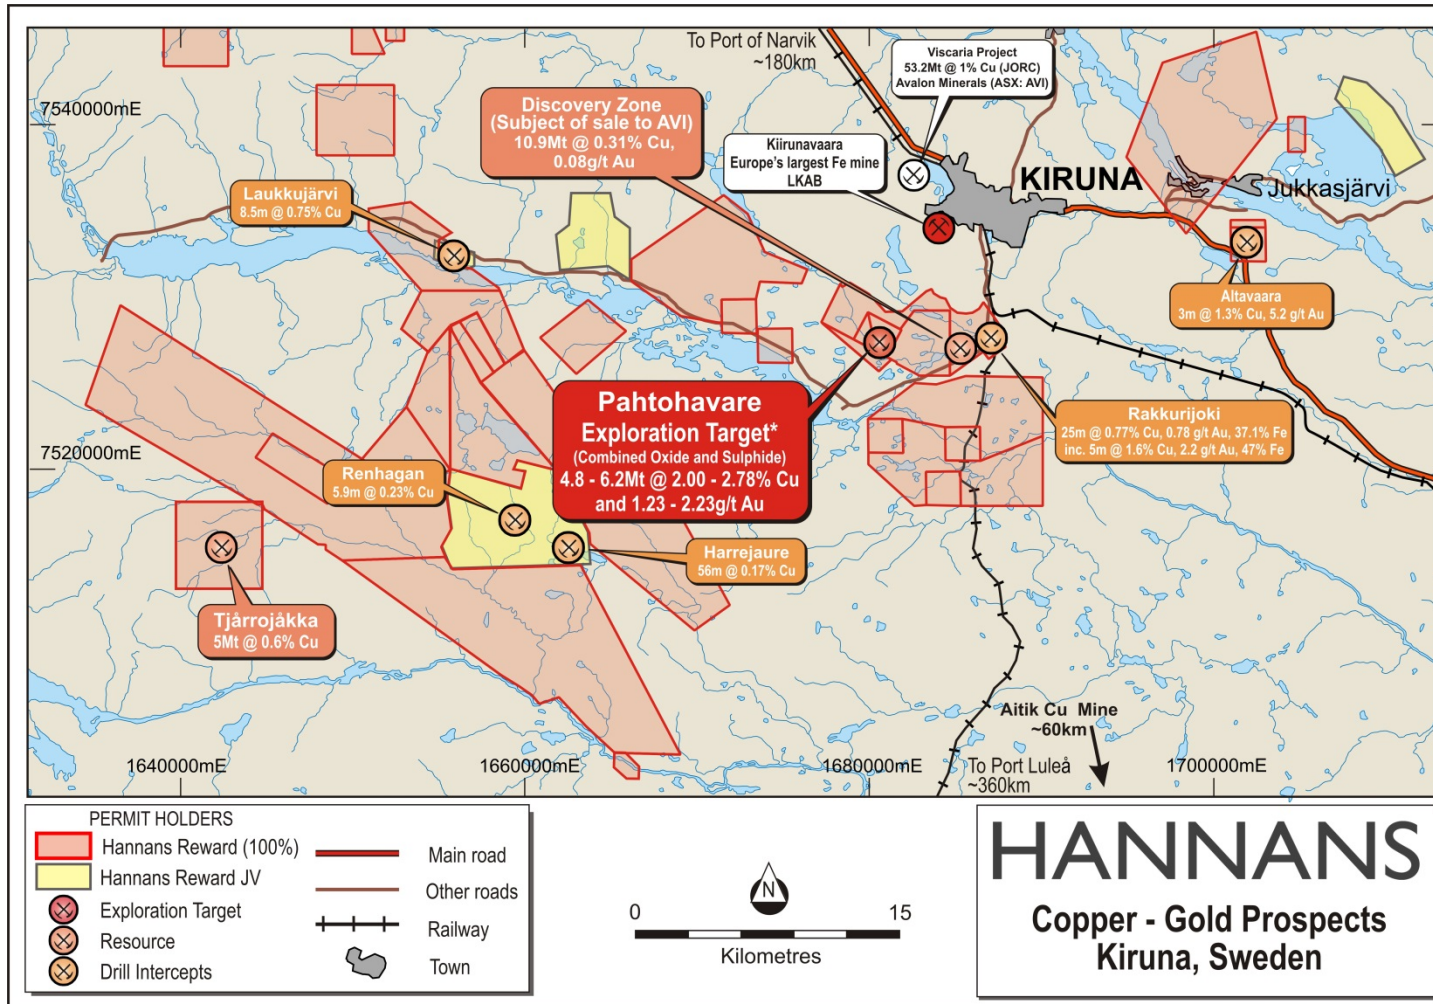 To Port of Narvik
~180km
Viscaria Project
53.2Mt @ 1% Cu (JORC)
Avalon Minerals (ASX: AVI)
7540000mE
Discovery Zone
(Subject of sale to AVI)
10.9Mt @ 0.31% Cu,
0.08g/t Au
Kiirunavaara
Europe's largest Fe mine
LKAB
KIRUNA
Jukkasjärvi
Laukkujärvi
8.5m @ 0.75% Cu
Altavaara
3m @ 1.3% Cu, 5.2 g/t Au
Pahtohavare
Exploration Target*
(Combined Oxide and Sulphide)
4.8 - 6.2Mt @ 2.00 - 2.78% Cu
and 1.23 - 2.23g/t Au
Rakkurijoki
25m @ 0.77% Cu, 0.78 g/t Au, 37.1% Fe
inc. 5m @ 1.6% Cu, 2.2 g/t Au, 47% Fe
7520000mE
Renhagan
5.9m @ 0.23% Cu
Harrejaure
56m @ 0.17% Cu
Tjårrojåkka
5Mt @ 0.6% Cu
Aitik Cu Mine
~60km
1640000mE
1660000mE
1680000mE
To Port Luleå
~360km
1700000mE
PERMIT HOLDERS
Hannans Reward (100%)
Hannans Reward JV
Exploration Target
Resource
Drill Intercepts
Main road
Other roads
Railway
Town
N
0
15
Kilometres
HANNANS
Copper - Gold Prospects
Kiruna, Sweden